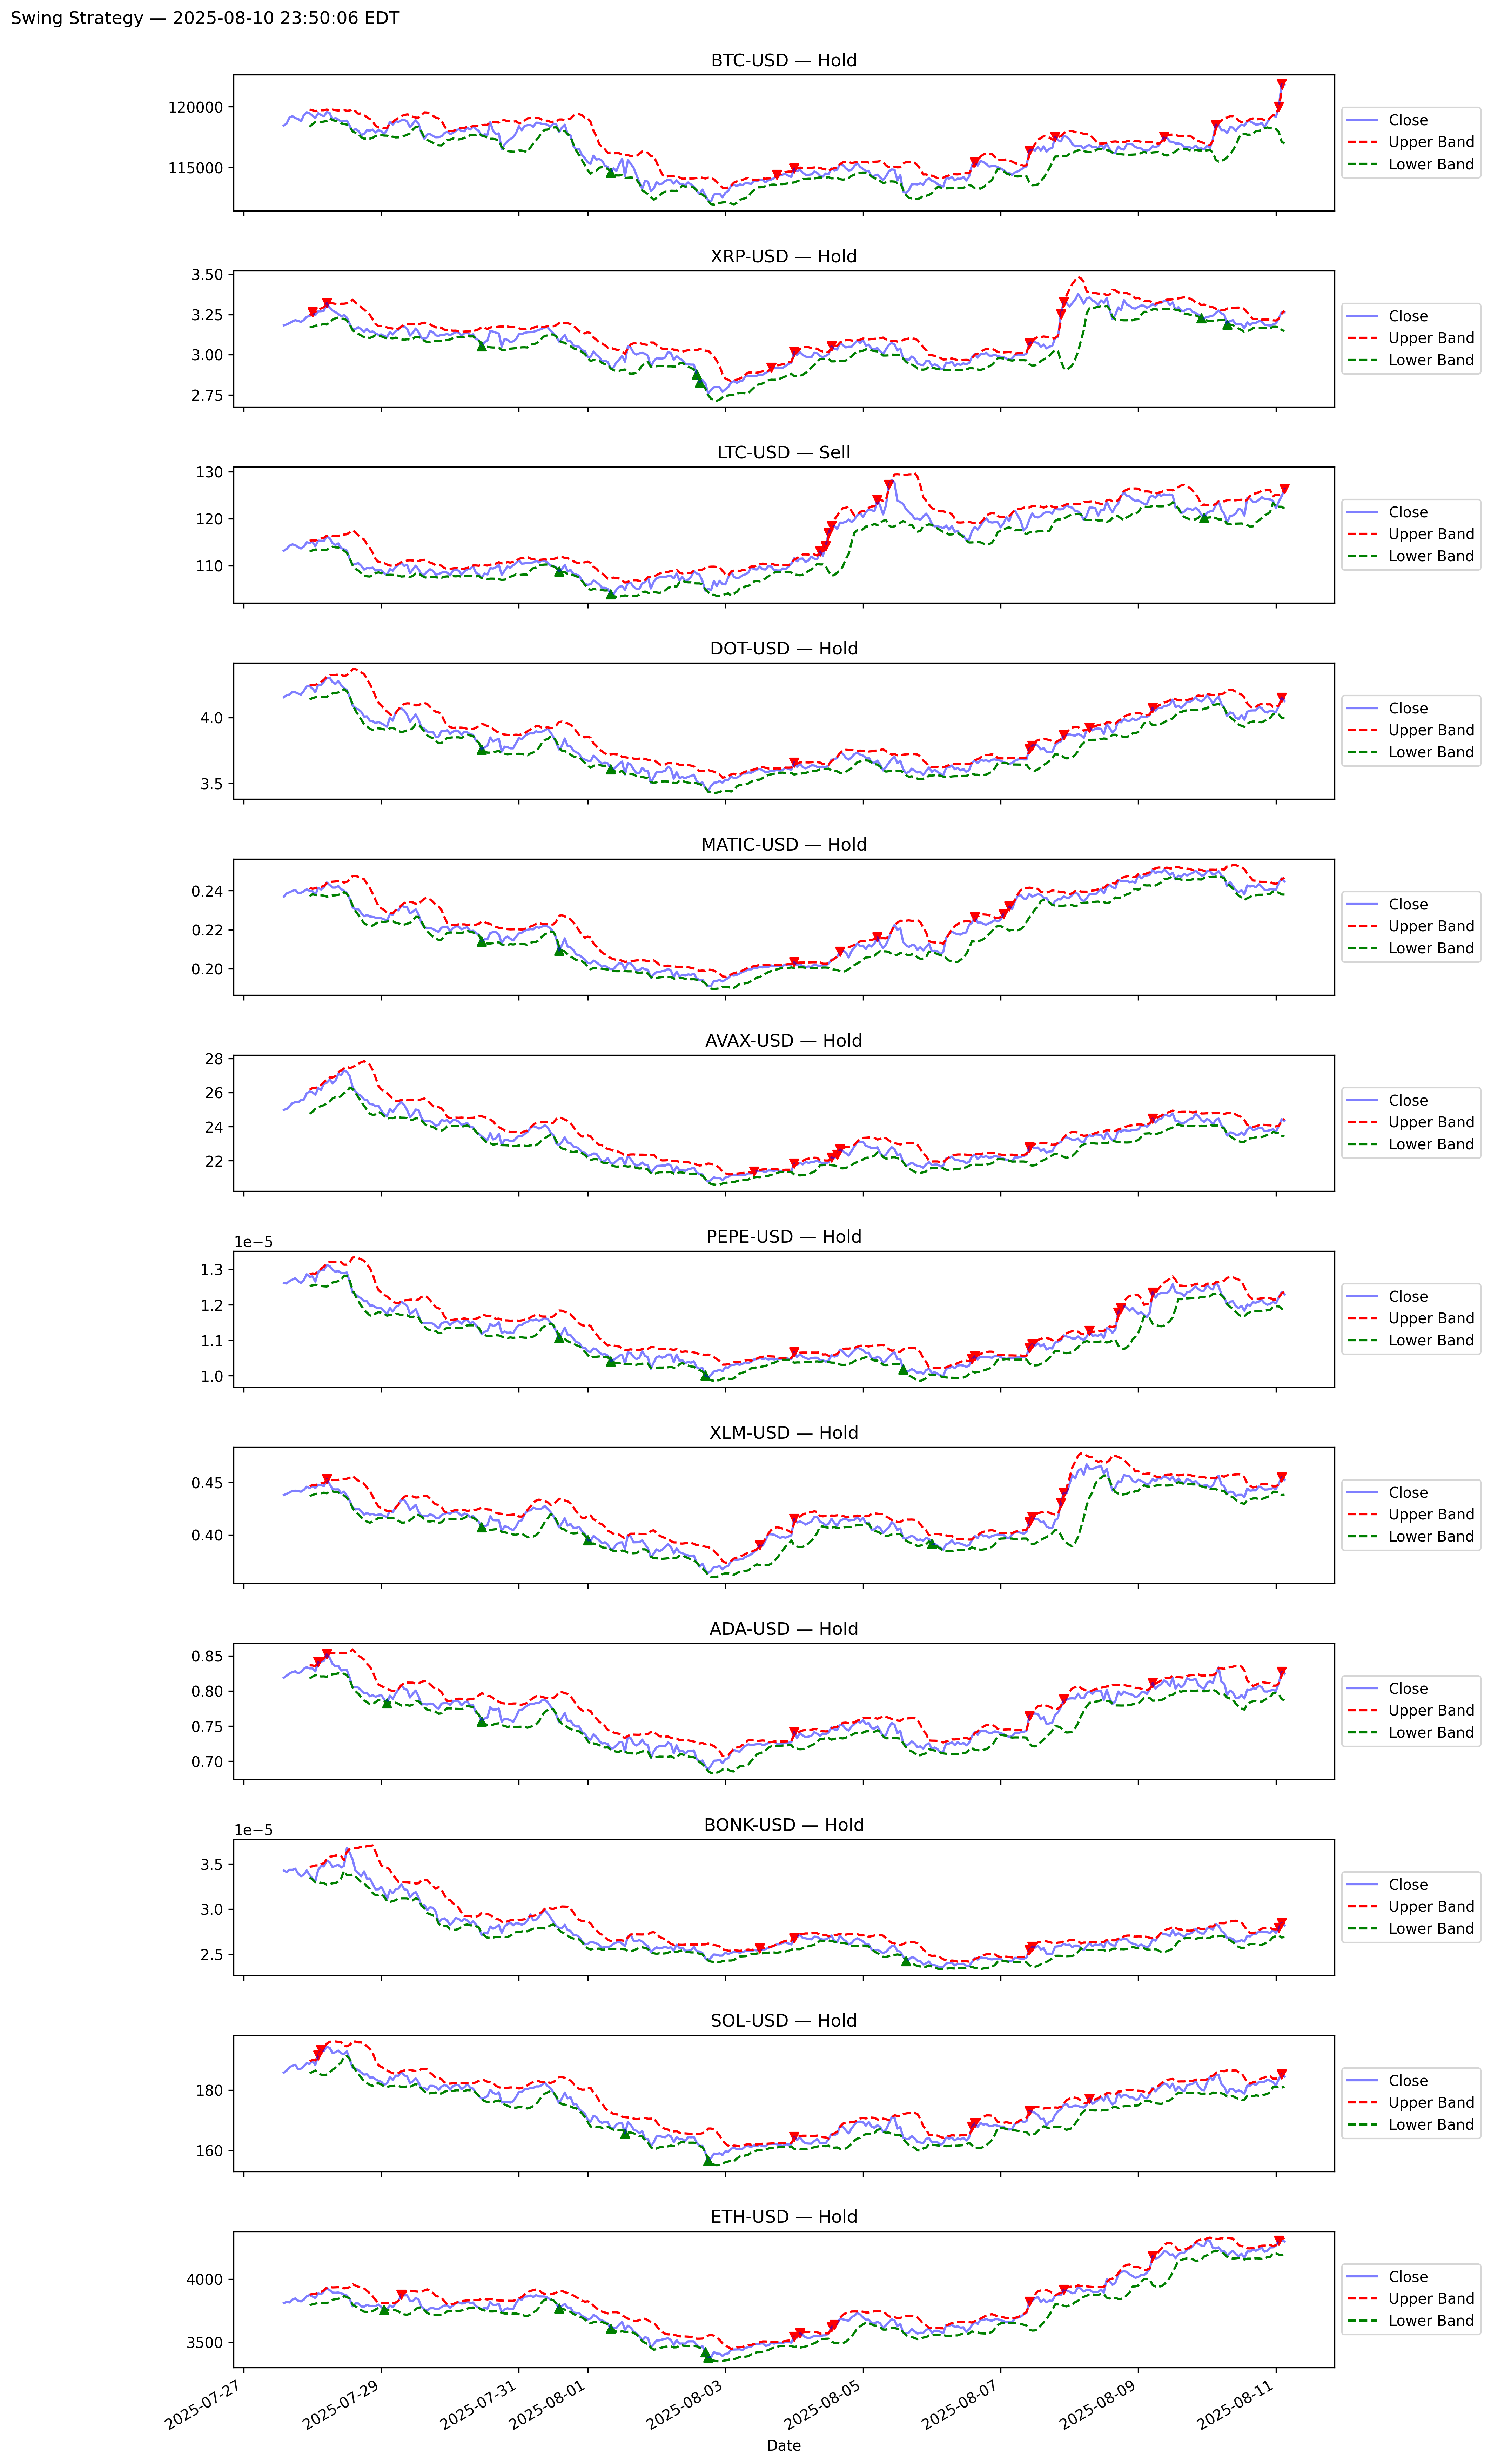 Swing Strategy — 2025-08-10 23:50:06 EDT
BTC-USD — Hold
120000
115000
Close
Upper Band
Lower Band
XRP-USD — Hold
3.50
3.25
3.00
2.75
Close
Upper Band
Lower Band
LTC-USD — Sell
130
120
110
Close
Upper Band
Lower Band
DOT-USD — Hold
4.0
3.5
Close
Upper Band
Lower Band
MATIC-USD — Hold
0.24
0.22
0.20
Close
Upper Band
Lower Band
AVAX-USD — Hold
28
26
24
22
Close
Upper Band
Lower Band
PEPE-USD — Hold
1e−5
1.3
1.2
1.1
1.0
Close
Upper Band
Lower Band
XLM-USD — Hold
0.45
0.40
Close
Upper Band
Lower Band
ADA-USD — Hold
0.85
0.80
0.75
0.70
Close
Upper Band
Lower Band
BONK-USD — Hold
1e−5
3.5
3.0
2.5
Close
Upper Band
Lower Band
SOL-USD — Hold
180
160
Close
Upper Band
Lower Band
ETH-USD — Hold
4000
3500
Close
Upper Band
Lower Band
2025-07-27
2025-07-29
2025-07-31
2025-08-01
2025-08-03
2025-08-05
2025-08-07
2025-08-09
2025-08-11
Date